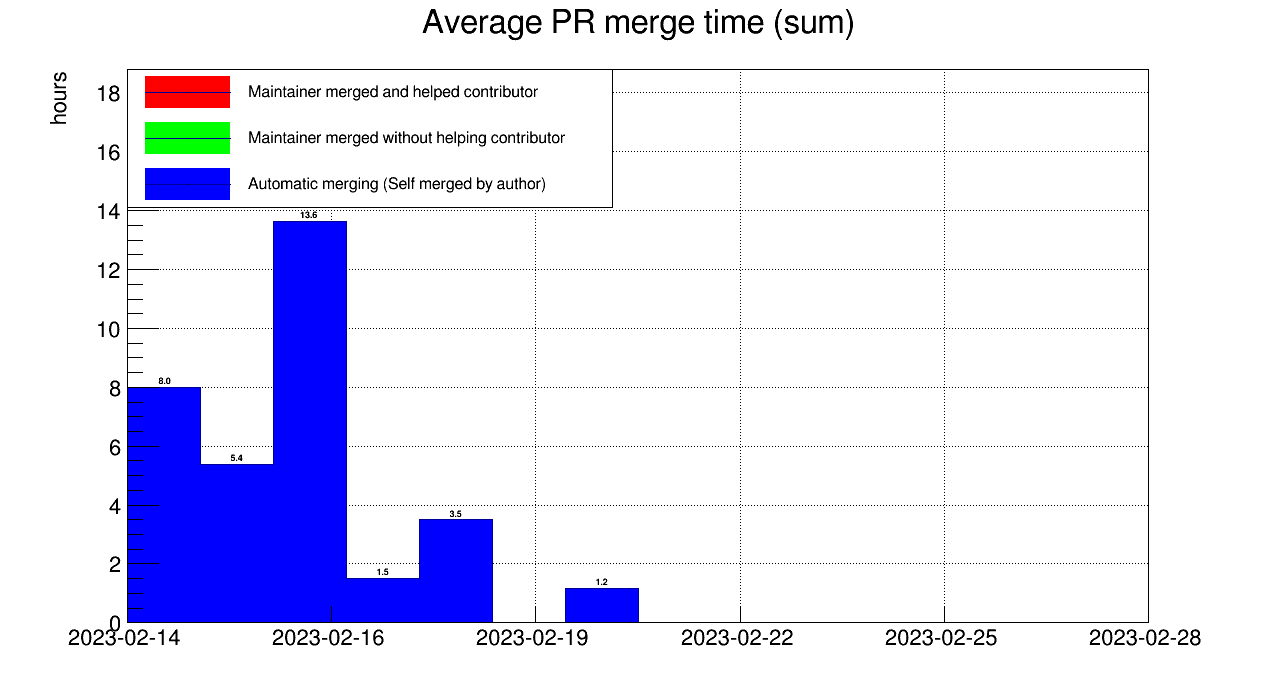 Average PR merge time (sum)
hours
Maintainer merged and helped contributor
Maintainer merged without helping contributor
Automatic merging (Self merged by author)
18
16
14
12
10
8
6
4
2
0
8.0
5.4
13.6
1.5
3.5
1.2
2023-02-14 2023-02-16 2023-02-19 2023-02-22 2023-02-25 2023-02-28